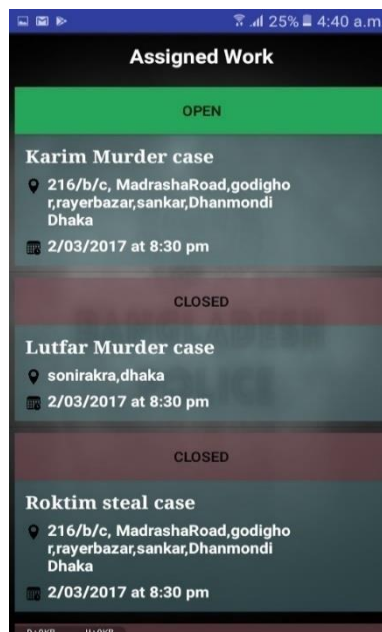 25% 4:40 a.m
Assigned Work
OPEN
Karim Murder case
216/b/c, MadrashaRoad,godigho
r,rayerbazar,sankar,Dhanmondi
Dhaka
2/03/2017 at 8:30 pm
CLOSED
BANGLADESH
Lutfar Murder case
POLICE
sonirakra,dhaka
2/03/2017 at 8:30 pm
CLOSED
Roktim steal case
216/b/c, MadrashaRoad,godigho
r,rayerbazar,sankar,Dhanmondi
Dhaka
2/03/2017 at 8:30 pm